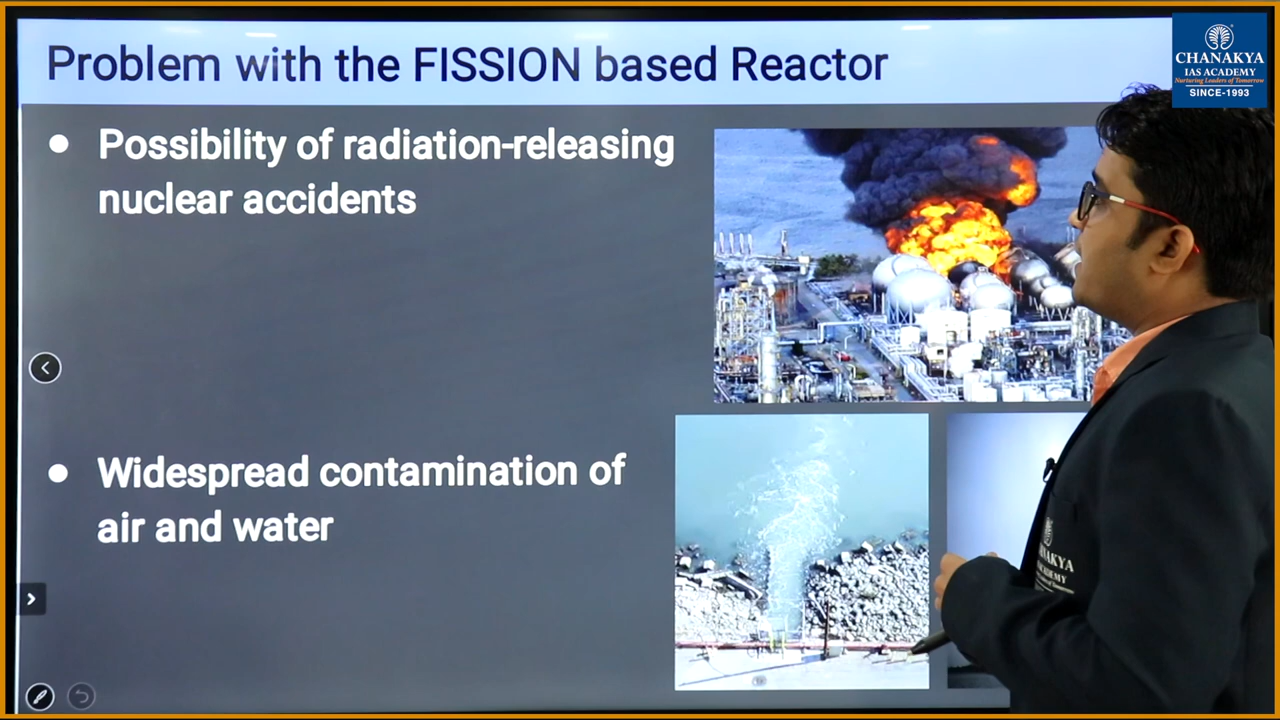 Problem with the FISSION based Reactor
CHANAKYA
IAS ACADEMY
Nurturing Leaders of Tomorrow
SINCE-1993
● Possibility of radiation-releasing
nuclear accidents
● Widespread contamination of
air and water